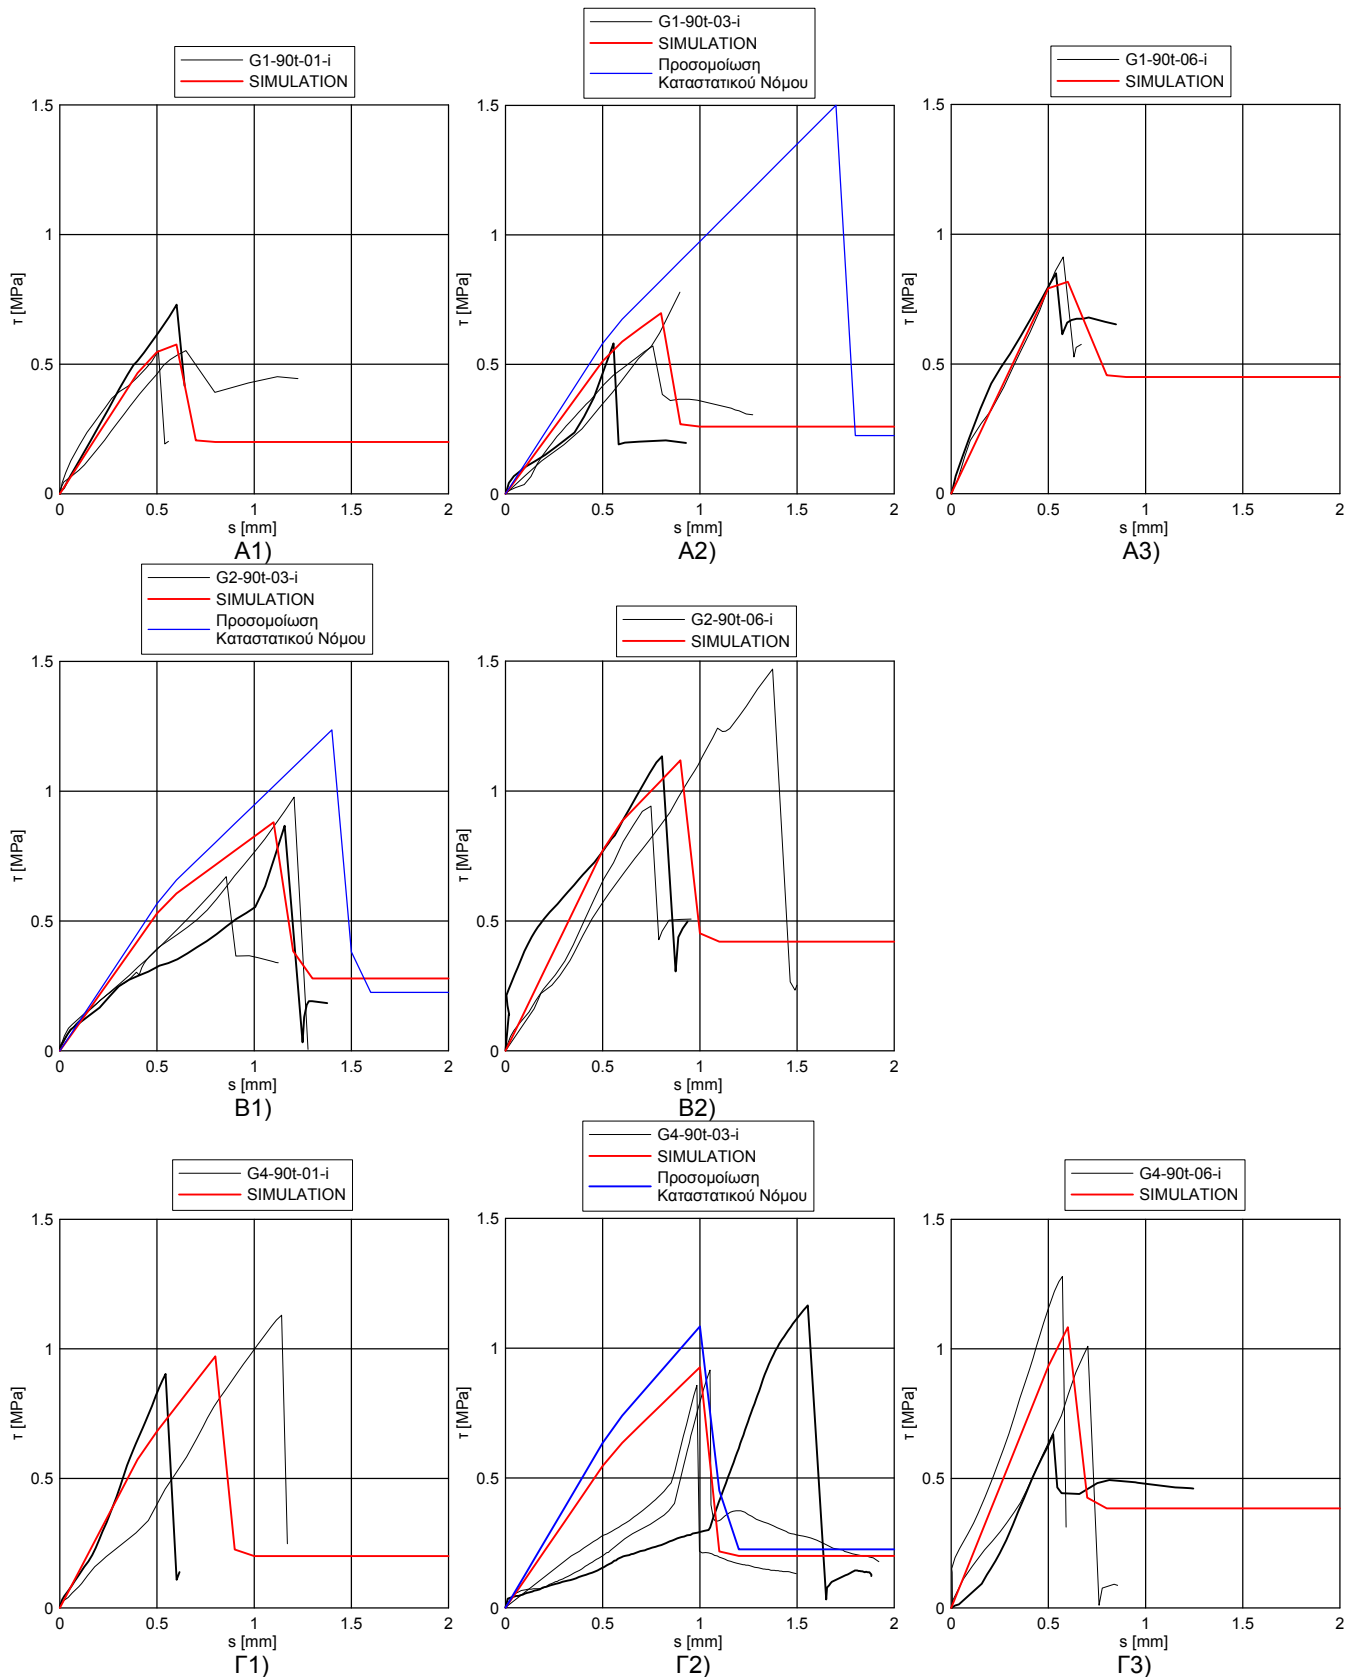 G1-90t-01-i
SIMULATION
1.5
1
0.5
0
τ [MPa]
0 0.5 1 1.5 2
s [mm]
A1)
G1-90t-03-i
SIMULATION
Προσομοίωση
Καταστατικού Νόμου
1.5
1
0.5
0
τ [MPa]
0 0.5 1 1.5 2
s [mm]
A2)
G1-90t-06-i
SIMULATION
1.5
1
0.5
0
τ [MPa]
0 0.5 1 1.5 2
s [mm]
A3)
G2-90t-03-i
SIMULATION
Προσομοίωση
Καταστατικού Νόμου
1.5
1
0.5
0
τ [MPa]
0 0.5 1 1.5 2
s [mm]
B1)
G2-90t-06-i
SIMULATION
1.5
1
0.5
0
τ [MPa]
0 0.5 1 1.5 2
s [mm]
B2)
G4-90t-01-i
SIMULATION
1.5
1
0.5
0
τ [MPa]
0 0.5 1 1.5 2
s [mm]
Γ1)
G4-90t-03-i
SIMULATION
Προσομοίωση
Καταστατικού Νόμου
1.5
1
0.5
0
τ [MPa]
0 0.5 1 1.5 2
s [mm]
Γ2)
G4-90t-06-i
SIMULATION
1.5
1
0.5
0
τ [MPa]
0 0.5 1 1.5 2
s [mm]
Γ3)